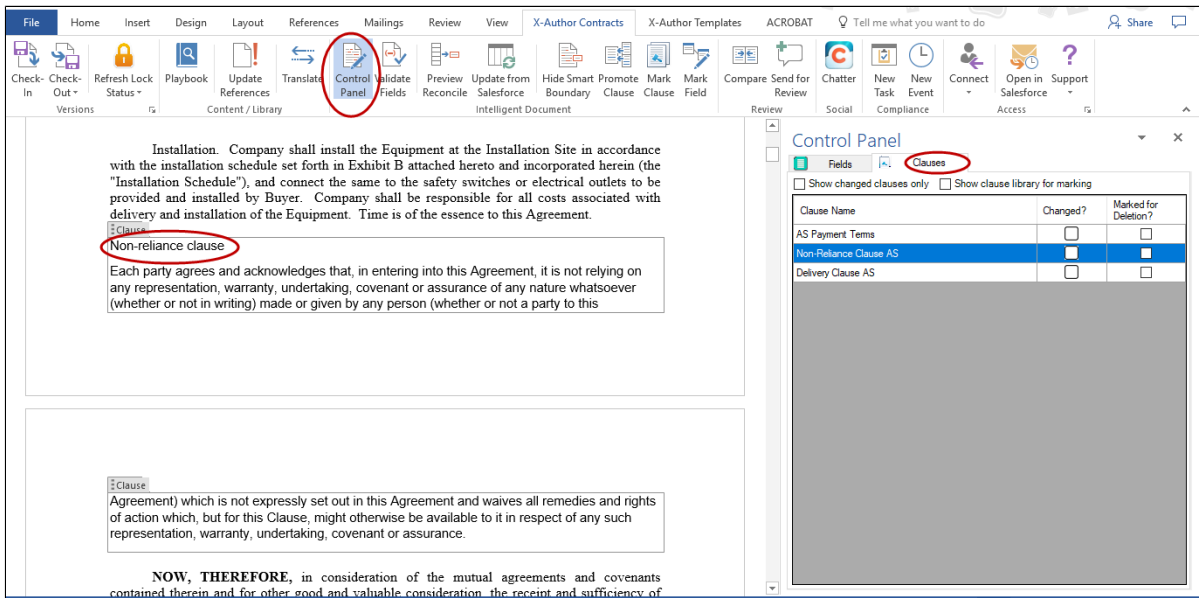 File Home Insert Design Layout References Mailings Review View X-Author Contracts X-Author Templates ACROBAT Tell me what you want to do Share
Check-In Check-Out Refresh Lock Status Playbook Update References Translate Control Panel Validate Fields Preview Reconcile Update from Salesforce Hide Smart Boundary Promote Clause Mark Clause Mark Field Compare Send for Review Chatter New Task New Event Connect Open in Salesforce Support
Versions Content / Library Intelligent Document Review Social Compliance Access
Installation. Company shall install the Equipment at the Installation Site in accordance
with the installation schedule set forth in Exhibit B attached hereto and incorporated herein (the
"Installation Schedule"), and connect the same to the safety switches or electrical outlets to be
provided and installed by Buyer. Company shall be responsible for all costs associated with
delivery and installation of the Equipment. Time is of the essence to this Agreement.
Clause
Non-reliance clause
Each party agrees and acknowledges that, in entering into this Agreement, it is not relying on
any representation, warranty, undertaking, covenant or assurance of any nature whatsoever
(whether or not in writing) made or given by any person (whether or not a party to this
Clause
Agreement) which is not expressly set out in this Agreement and waives all remedies and rights
of action which, but for this Clause, might otherwise be available to it in respect of any such
representation, warranty, undertaking, covenant or assurance.
NOW, THEREFORE, in consideration of the mutual agreements and covenants
contained therein and for other good and valuable consideration, the receipt and sufficiency of
Control Panel
Fields Clauses
Show changed clauses only Show clause library for marking
Clause Name Changed? Marked for Deletion?
AS Payment Terms
Non-Reliance Clause AS
Delivery Clause AS